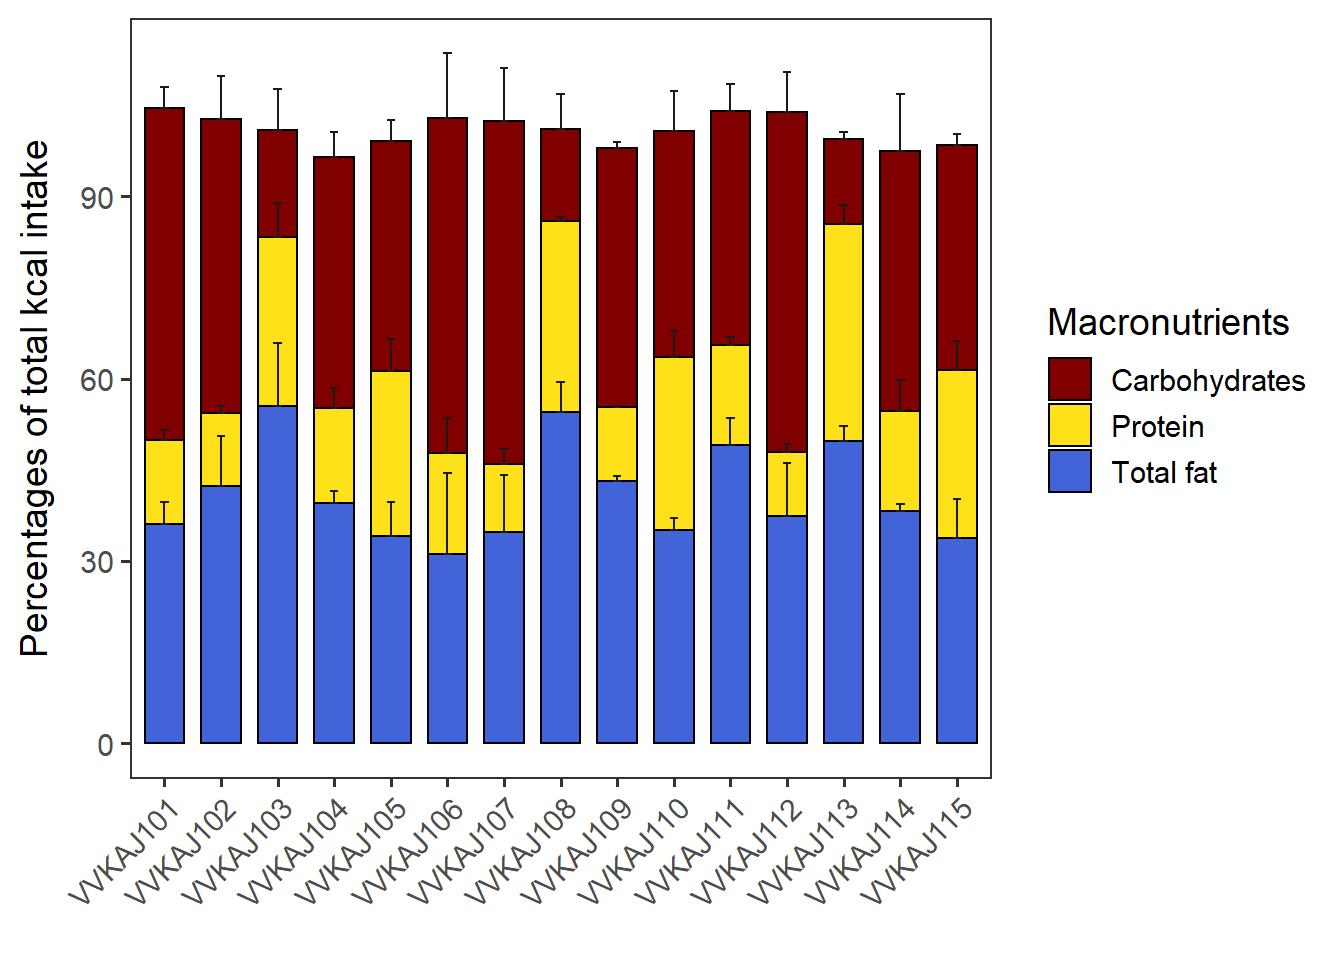 Percentages of total kcal intake
90
60
30
0
VVKAJ101
VVKAJ102
VVKAJ103
VVKAJ104
VVKAJ105
VVKAJ106
VVKAJ107
VVKAJ108
VVKAJ109
VVKAJ110
VVKAJ111
VVKAJ112
VVKAJ113
VVKAJ114
VVKAJ115
Macronutrients
Carbohydrates
Protein
Total fat